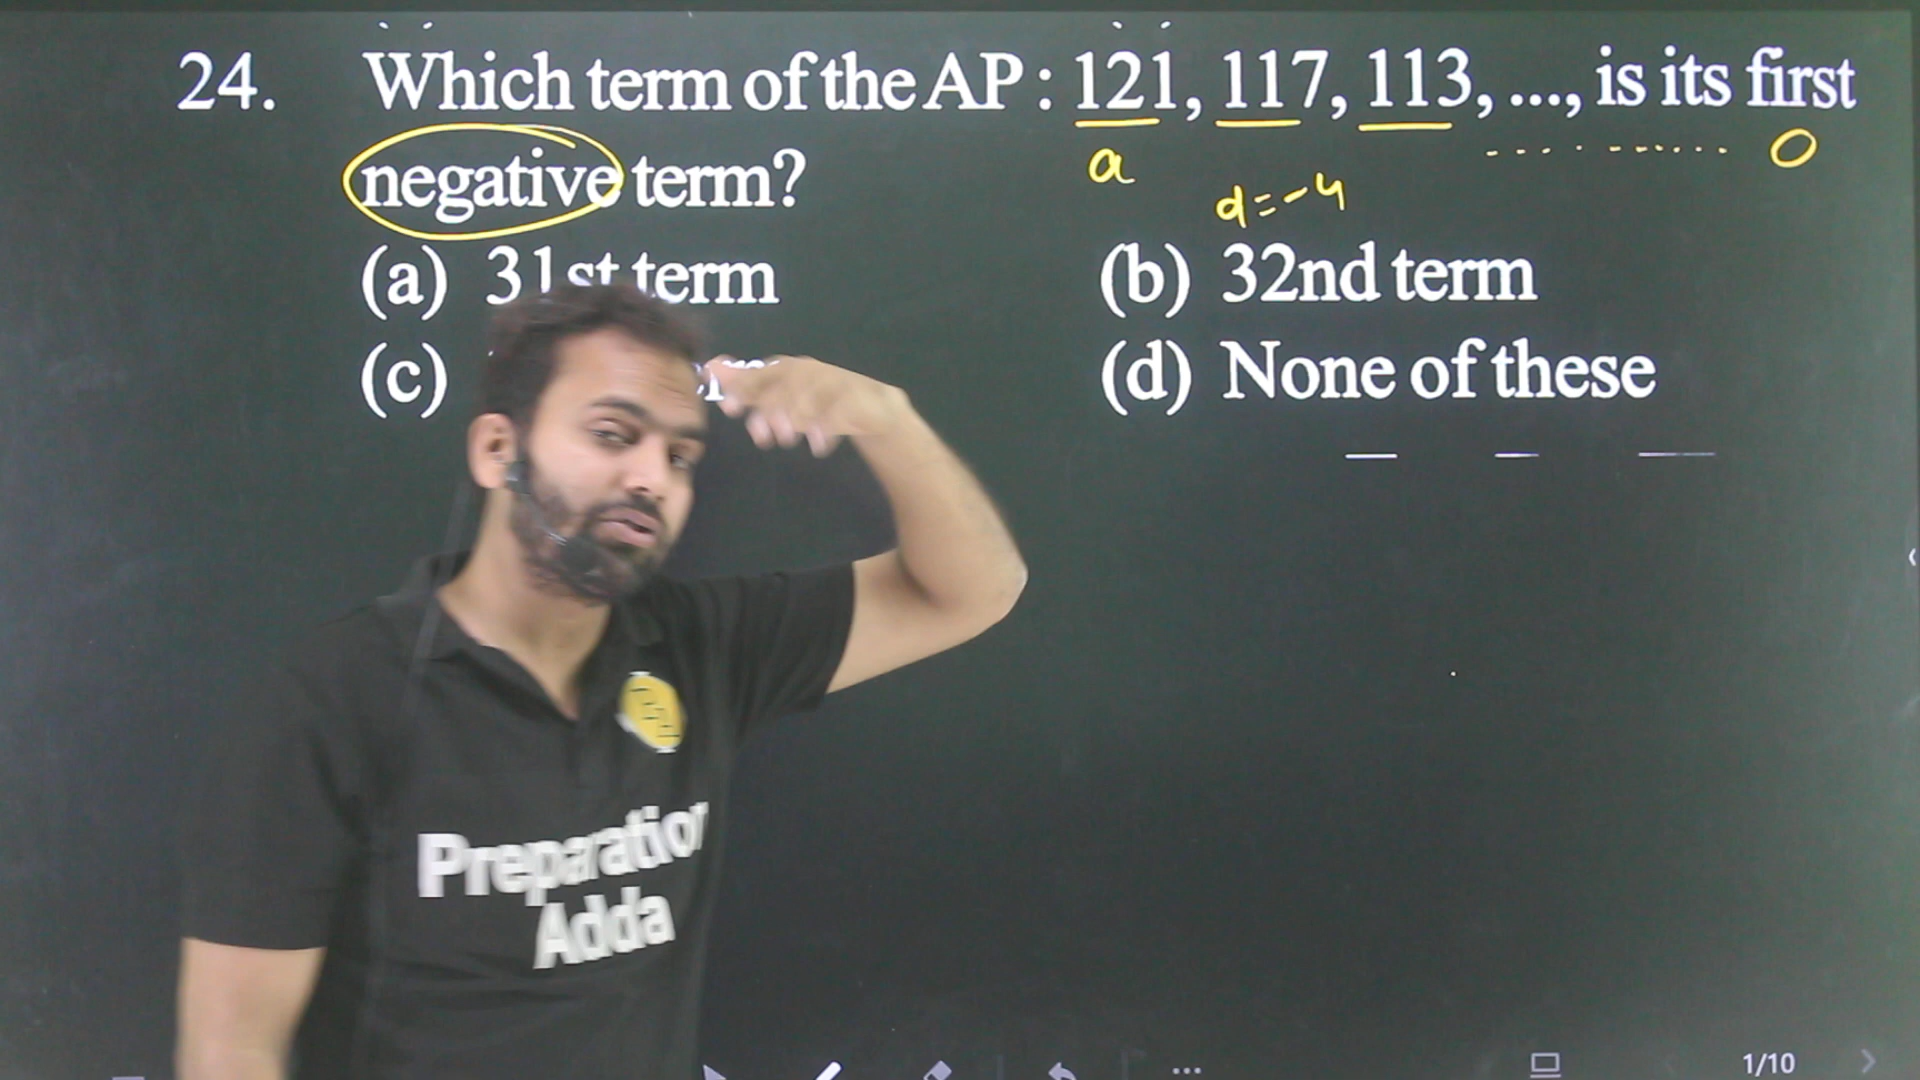 24. Which term of the AP : 121, 117, 113, ..., is its first
a 0
negative term?
d = -4
(a) 31st term (b) 32nd term
(c) (d) None of these
Preparation
Adda
1/10